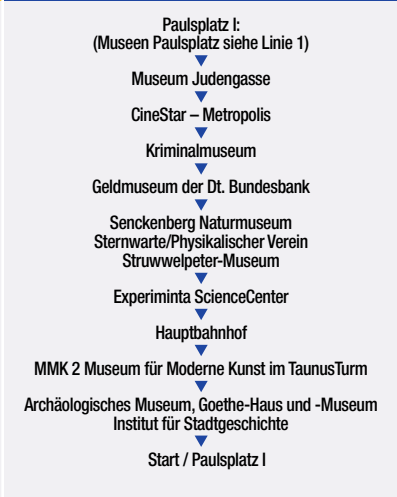 Paulsplatz I:
(Museen Paulsplatz siehe Linie 1)
Museum Judengasse
CineStar – Metropolis
Kriminalmuseum
Geldmuseum der Dt. Bundesbank
Senckenberg Naturmuseum
Sternwarte/Physikalischer Verein
Struwwelpeter-Museum
Experiminta ScienceCenter
Hauptbahnhof
MMK 2 Museum für Moderne Kunst im TaunusTurm
Archäologisches Museum, Goethe-Haus und -Museum
Institut für Stadtgeschichte
Start / Paulsplatz I